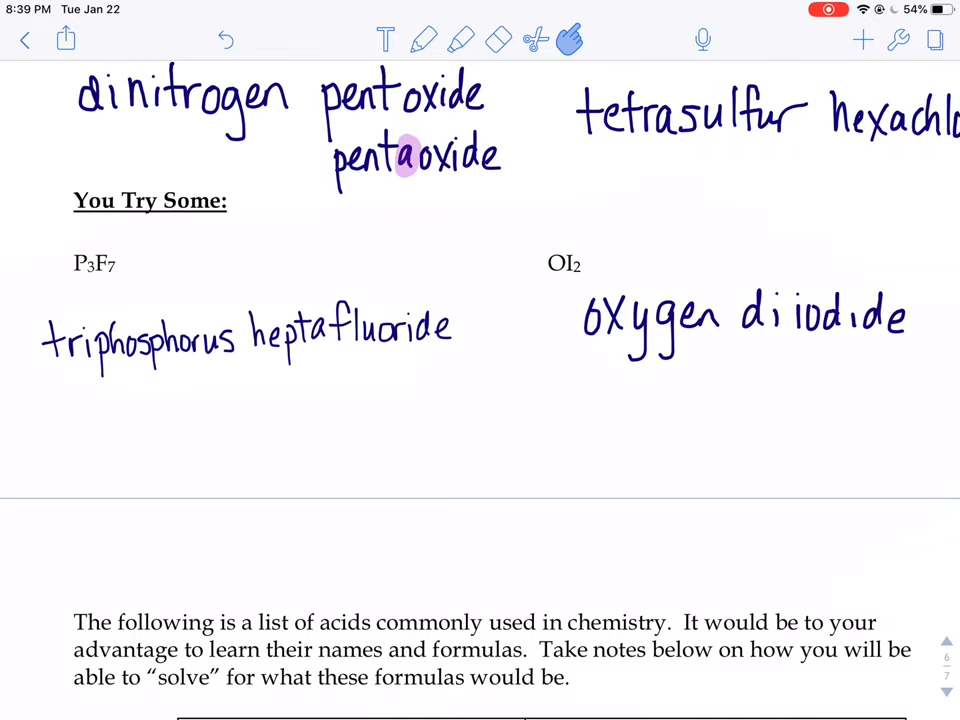 8:39 PM Tue Jan 22 54%
dinitrogen pentoxide tetrasulfur hexachlo
pentaoxide
You Try Some:
P₃F₇ OI₂
triphosphorus heptafluoride oxygen diiodide
The following is a list of acids commonly used in chemistry. It would be to your
advantage to learn their names and formulas. Take notes below on how you will be
able to “solve” for what these formulas would be.
6
7